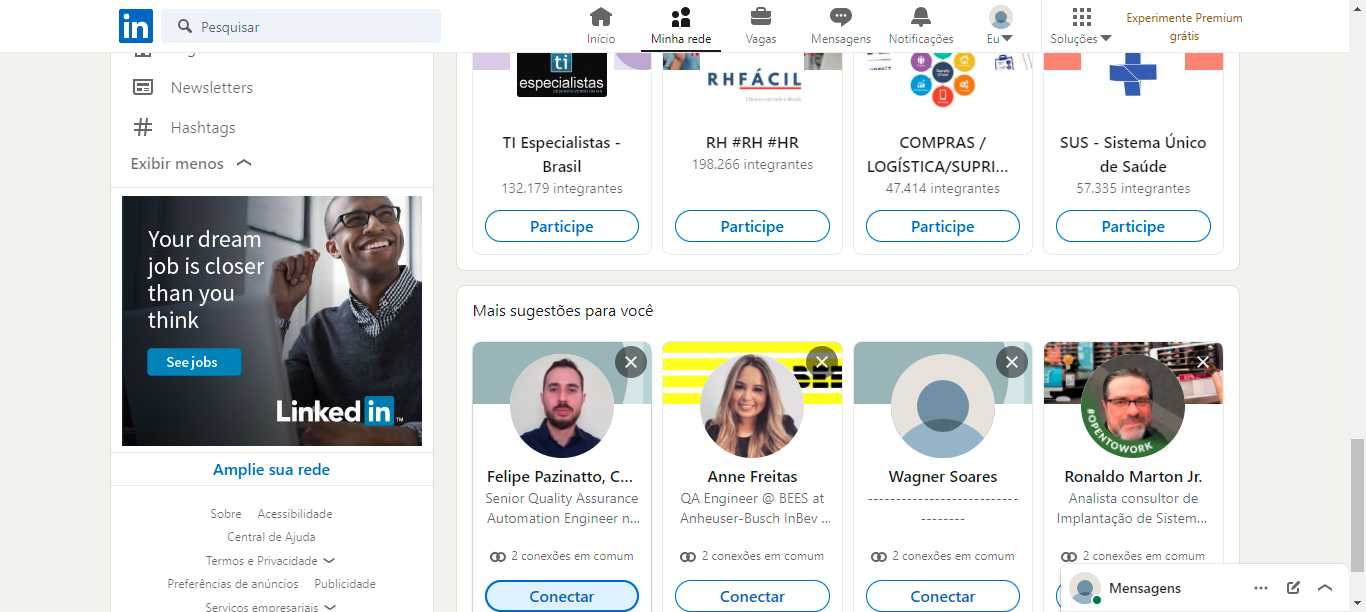 in
Pesquisar
Início
Minha rede
Vagas
Mensagens
Notificações
Eu
Soluções
Experimente Premium
grátis
Newsletters
Hashtags
Exibir menos
Your dream
job is closer
than you
think
See jobs
Linked in
Amplie sua rede
Sobre
Acessibilidade
Central de Ajuda
Termos e Privacidade
Preferências de anúncios
Publicidade
Serviços empresariais
ti
especialistas
TI Especialistas -
Brasil
132.179 integrantes
Participe
RHFÁCIL
RH #RH #HR
198.266 integrantes
Participe
COMPRAS /
LOGÍSTICA/SUPRI...
47.414 integrantes
Participe
SUS - Sistema Único
de Saúde
57.335 integrantes
Participe
Mais sugestões para você
Felipe Pazinatto, C...
Senior Quality Assurance
Automation Engineer n...
2 conexões em comum
Conectar
Anne Freitas
QA Engineer @ BEES at
Anheuser-Busch InBev ...
2 conexões em comum
Conectar
Wagner Soares
---------------------------
--------
2 conexões em comum
Conectar
#OPENTOWORK
Ronaldo Marton Jr.
Analista consultor de
Implantação de Sistem...
2 conexões em comum
Mensagens